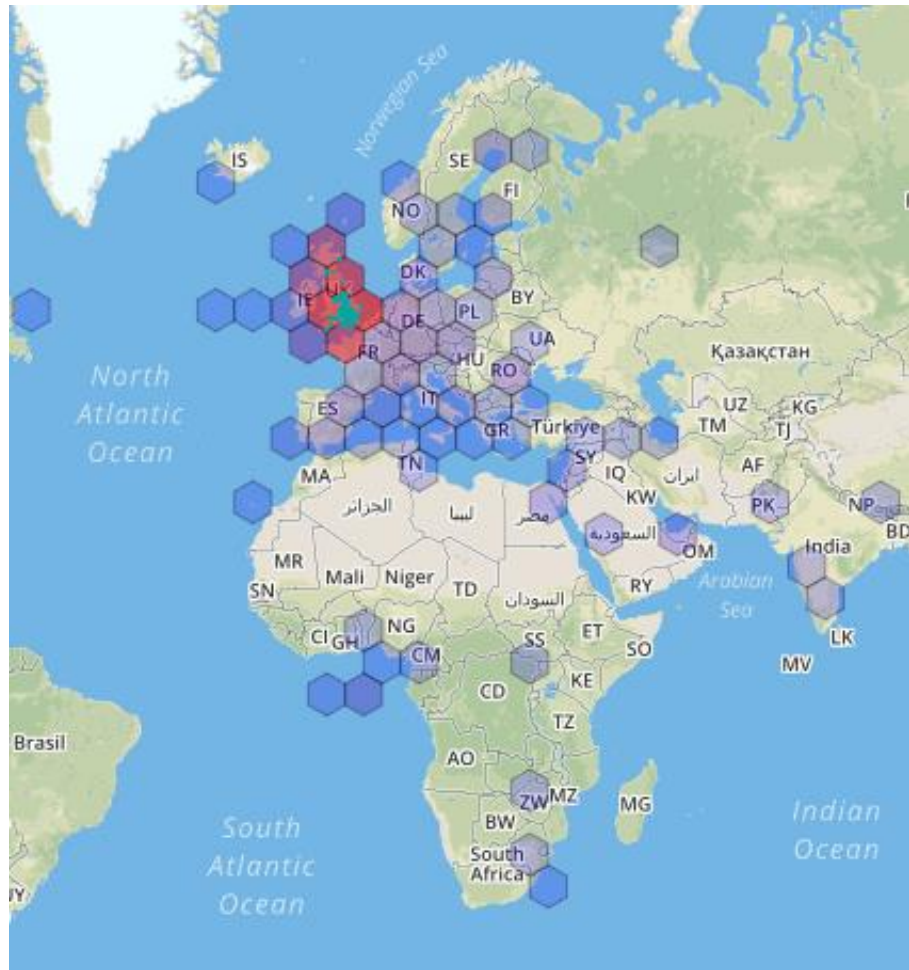 Norwegian Sea
IS
SE
FI
NO
DK
IE
BY
PL
DE
UA
FR
HU
RO
Қазақстан
North
Atlantic
Ocean
IT
ES
UZ
KG
TM
TJ
GR
Türkiye
TN
SY
MA
IQ
ایران
AF
KW
PK
NP
الجزائر
ليبيا
مصر
السعودية
OM
BD
India
MR
Mali
Niger
TD
RY
Arabian
Sea
SN
السودان
CI
GH
NG
ET
LK
CM
SS
SO
MV
KE
CD
Brasil
TZ
AO
ZW
MZ
MG
BW
Indian
Ocean
South
Atlantic
Ocean
South
Africa